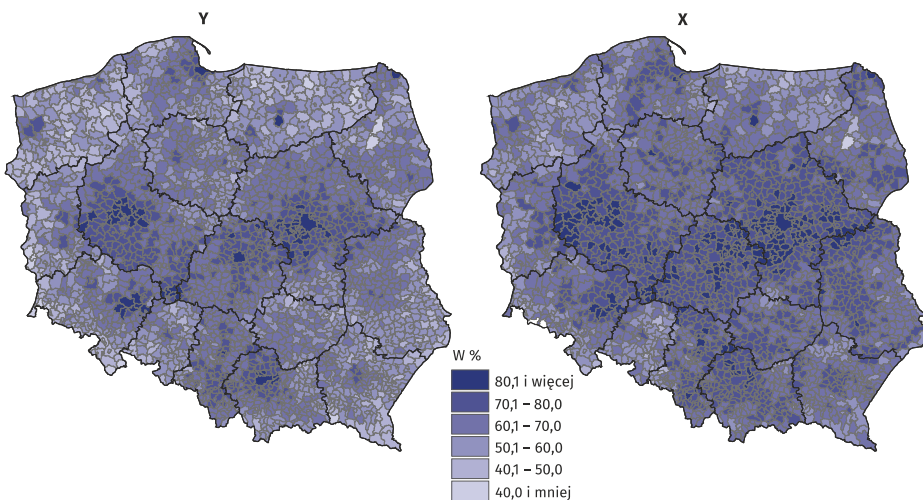 Y
X
W %
80,1 i więcej
70,1 – 80,0
60,1 – 70,0
50,1 – 60,0
40,1 – 50,0
40,0 i mniej